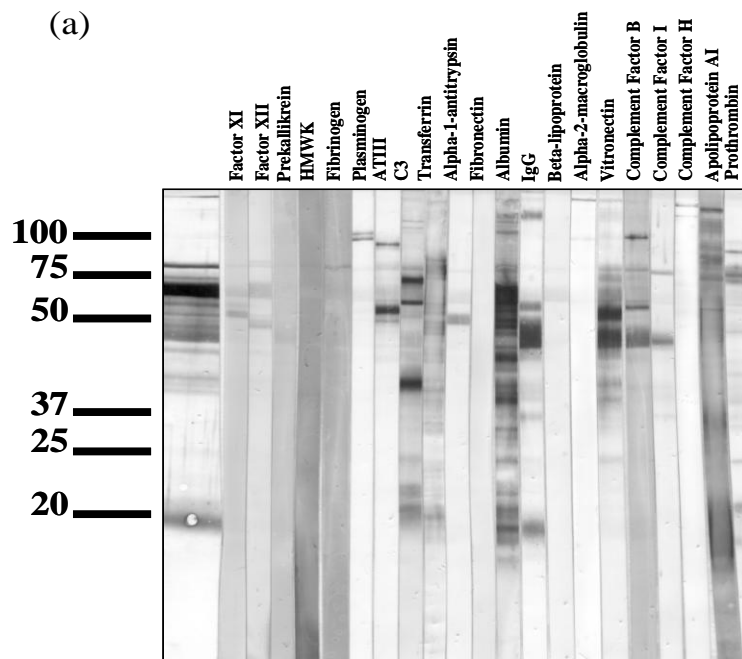 (a)
Factor XI
Factor XII
Prekallikrein
HMWK
Fibrinogen
Plasminogen
ATIII
C3
Transferrin
Alpha-1-antitrypsin
Fibronectin
Albumin
IgG
Beta-lipoprotein
Alpha-2-macroglobulin
Vitronectin
Complement Factor B
Complement Factor I
Complement Factor H
Apolipoprotein AI
Prothrombin
100
75
50
37
25
20